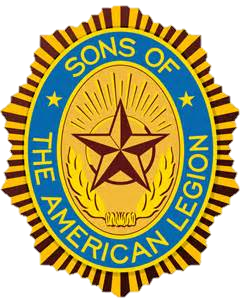 SONS OF
THE AMERICAN LEGION